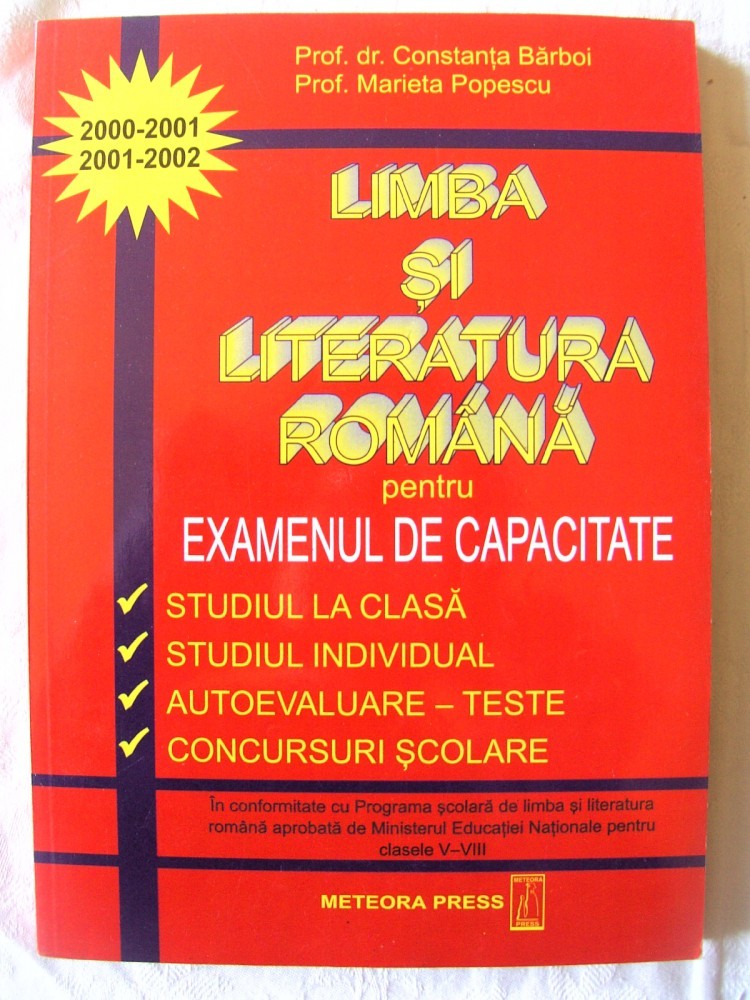 Prof. dr. Constanța Bărboi
Prof. Marieta Popescu
2000-2001
2001-2002
LIMBA
ȘI
LITERATURA
ROMÂNĂ
pentru
EXAMENUL DE CAPACITATE
✓ STUDIUL LA CLASĂ
✓ STUDIUL INDIVIDUAL
✓ AUTOEVALUARE – TESTE
✓ CONCURSURI ȘCOLARE
În conformitate cu Programa școlară de limba și literatura
română aprobată de Ministerul Educației Naționale pentru
clasele V–VIII
METEORA PRESS
METEORA
PRESS